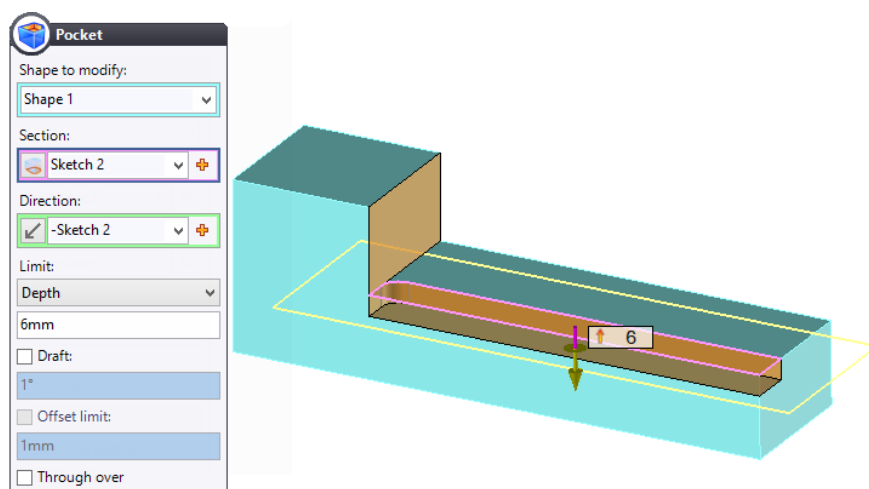 Pocket
Shape to modify:
Shape 1
Section:
Sketch 2
Direction:
-Sketch 2
Limit:
Depth
6mm
Draft:
1°
Offset limit:
1mm
Through over
6